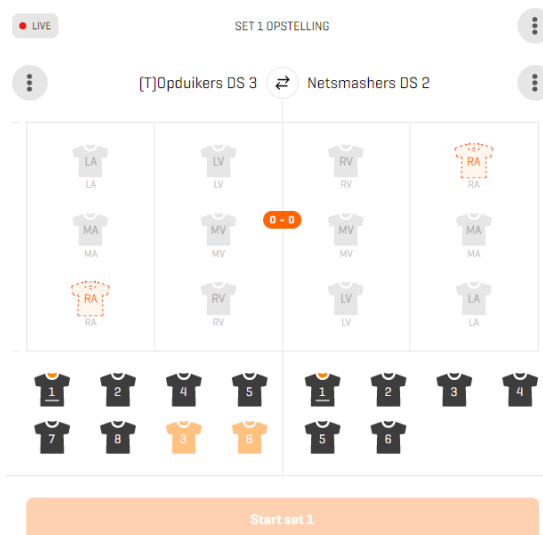 LIVE
SET 1 OPSTELLING
(T)Opduikers DS 3
Netsmashers DS 2
LA LV RV RA
LA LV RV RA
0 - 0
MA MV MV MA
MA MV MV MA
RA RV LV LA
RA RV LV LA
1 2 4 5 1 2 3 4
7 8 3 6 5 6
Start set 1